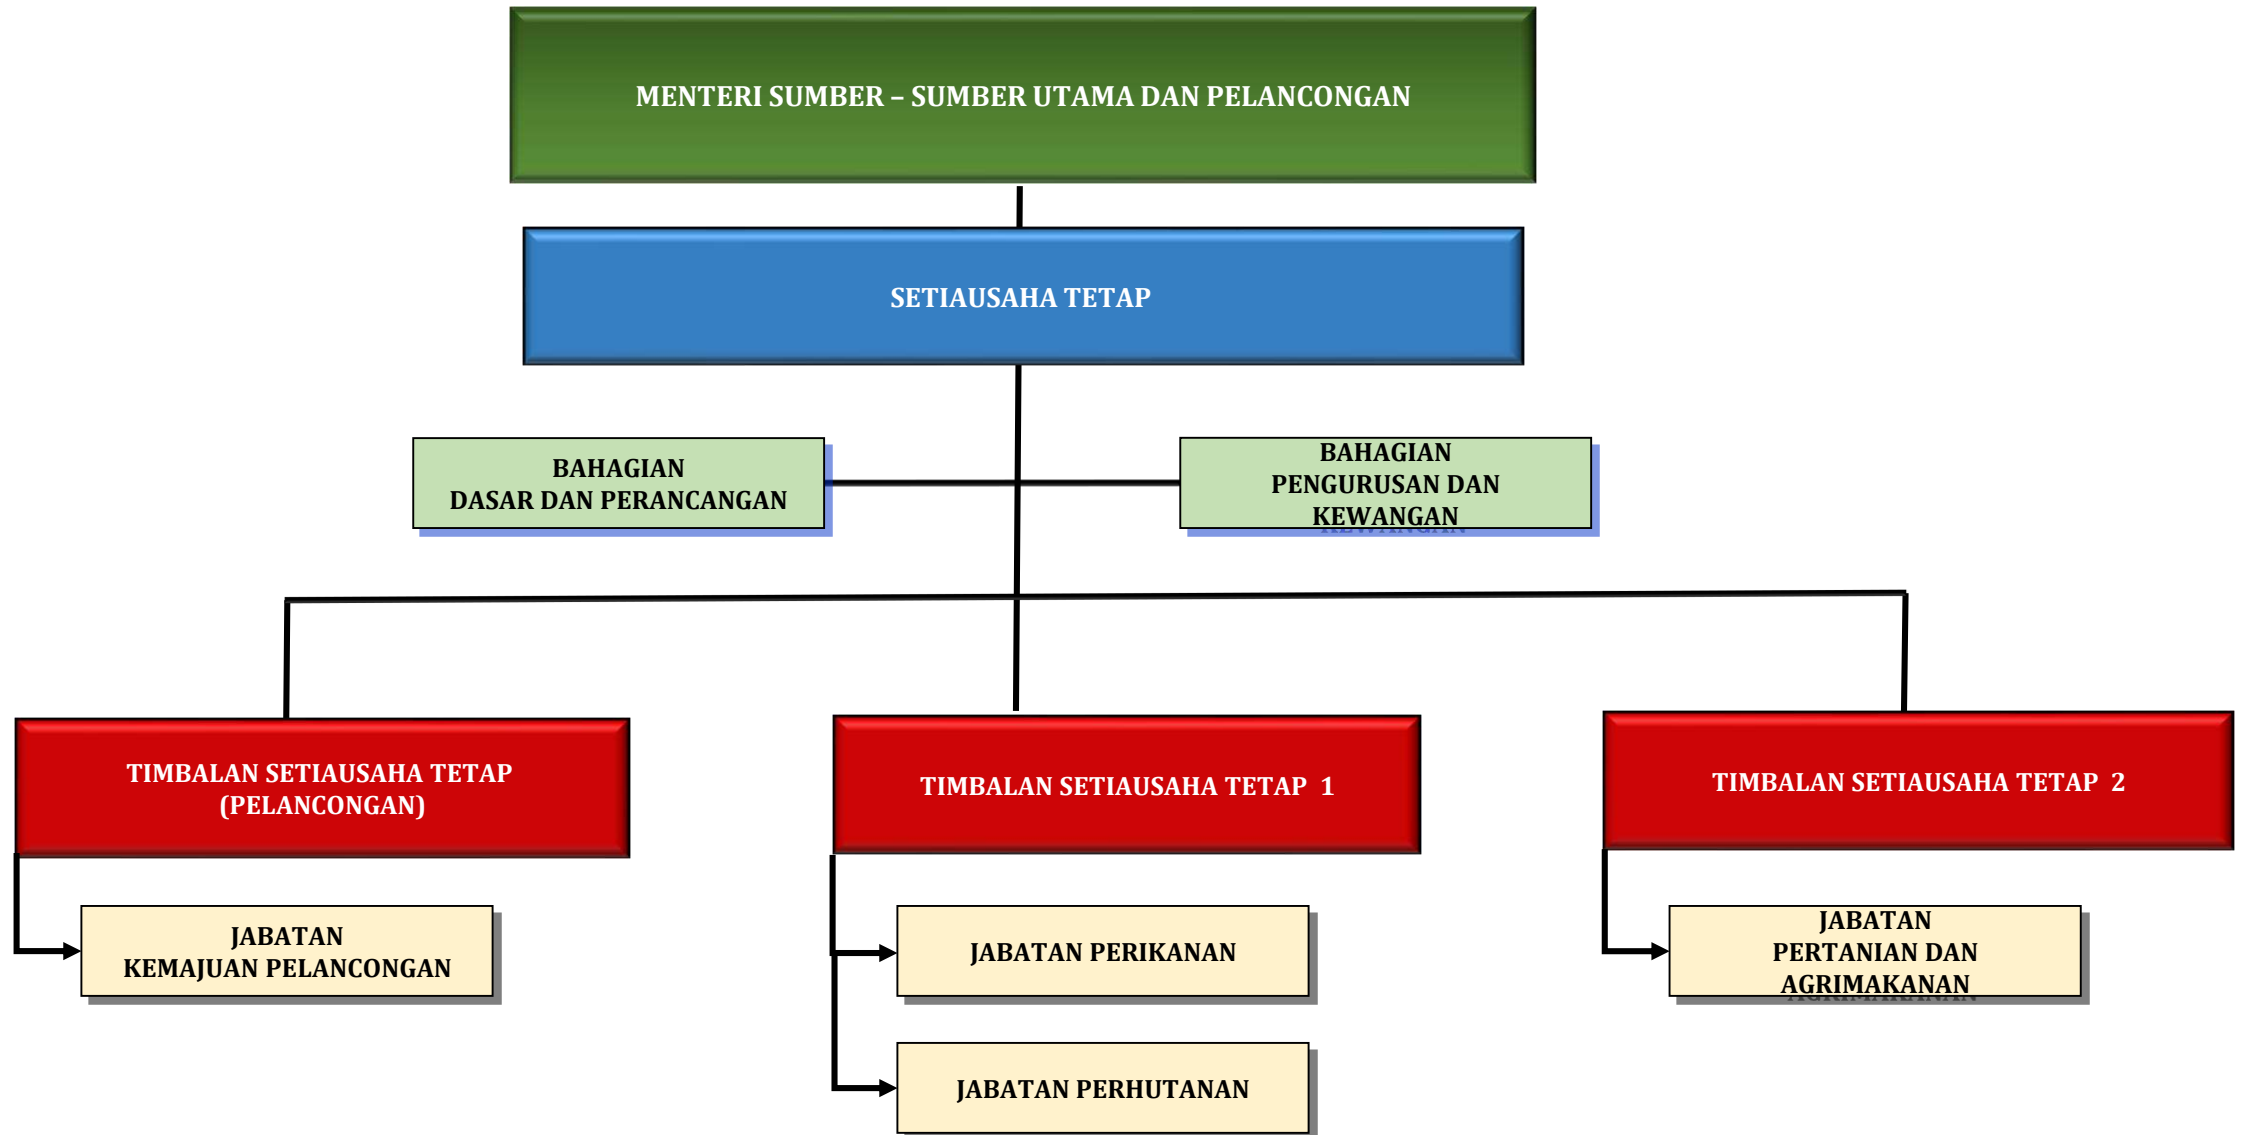 MENTERI SUMBER – SUMBER UTAMA DAN PELANCONGAN
SETIAUSAHA TETAP
BAHAGIAN
DASAR DAN PERANCANGAN
BAHAGIAN
PENGURUSAN DAN
KEWANGAN
TIMBALAN SETIAUSAHA TETAP
(PELANCONGAN)
TIMBALAN SETIAUSAHA TETAP 1
TIMBALAN SETIAUSAHA TETAP 2
JABATAN
KEMAJUAN PELANCONGAN
JABATAN PERIKANAN
JABATAN
PERTANIAN DAN
AGRIMAKANAN
JABATAN PERHUTANAN